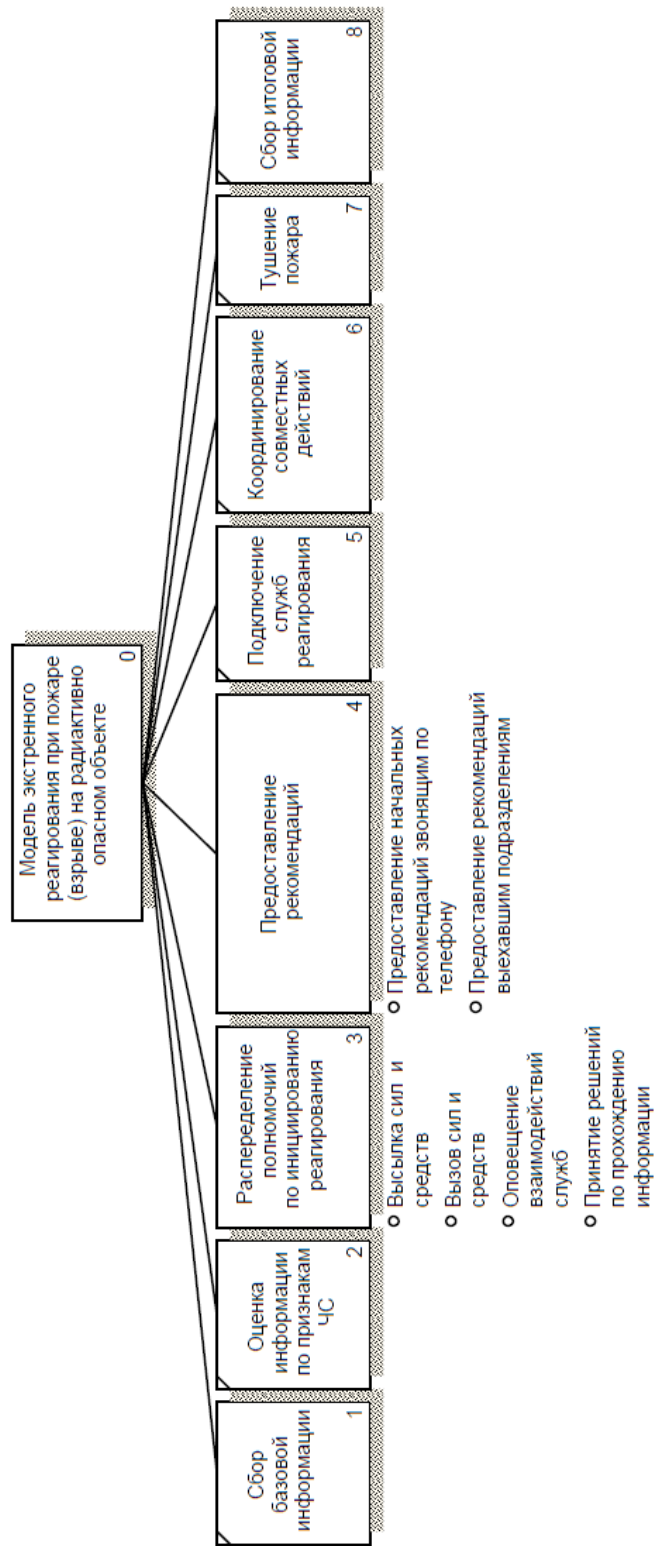 Модель экстренного
реагирования при пожаре
(взрыве) на радиактивно
опасном объекте
0
Сбор
базовой
информации
1
Оценка
информации
по признакам
ЧС
2
Распределение
полномочий
по инициированию
реагирования
3
Предоставление
рекомендаций
4
Подключение
служб
реагирования
5
Координирование
совместных
действий
6
Тушение
пожара
7
Сбор итоговой
информации
8
Высылка сил и
средств
Вызов сил и
средств
Оповещение
взаимодействий
служб
Принятие решений
по прохождению
информации
Предоставление начальных
рекомендаций звонящим по
телефону
Предоставление рекомендаций
выехавшим подразделениям